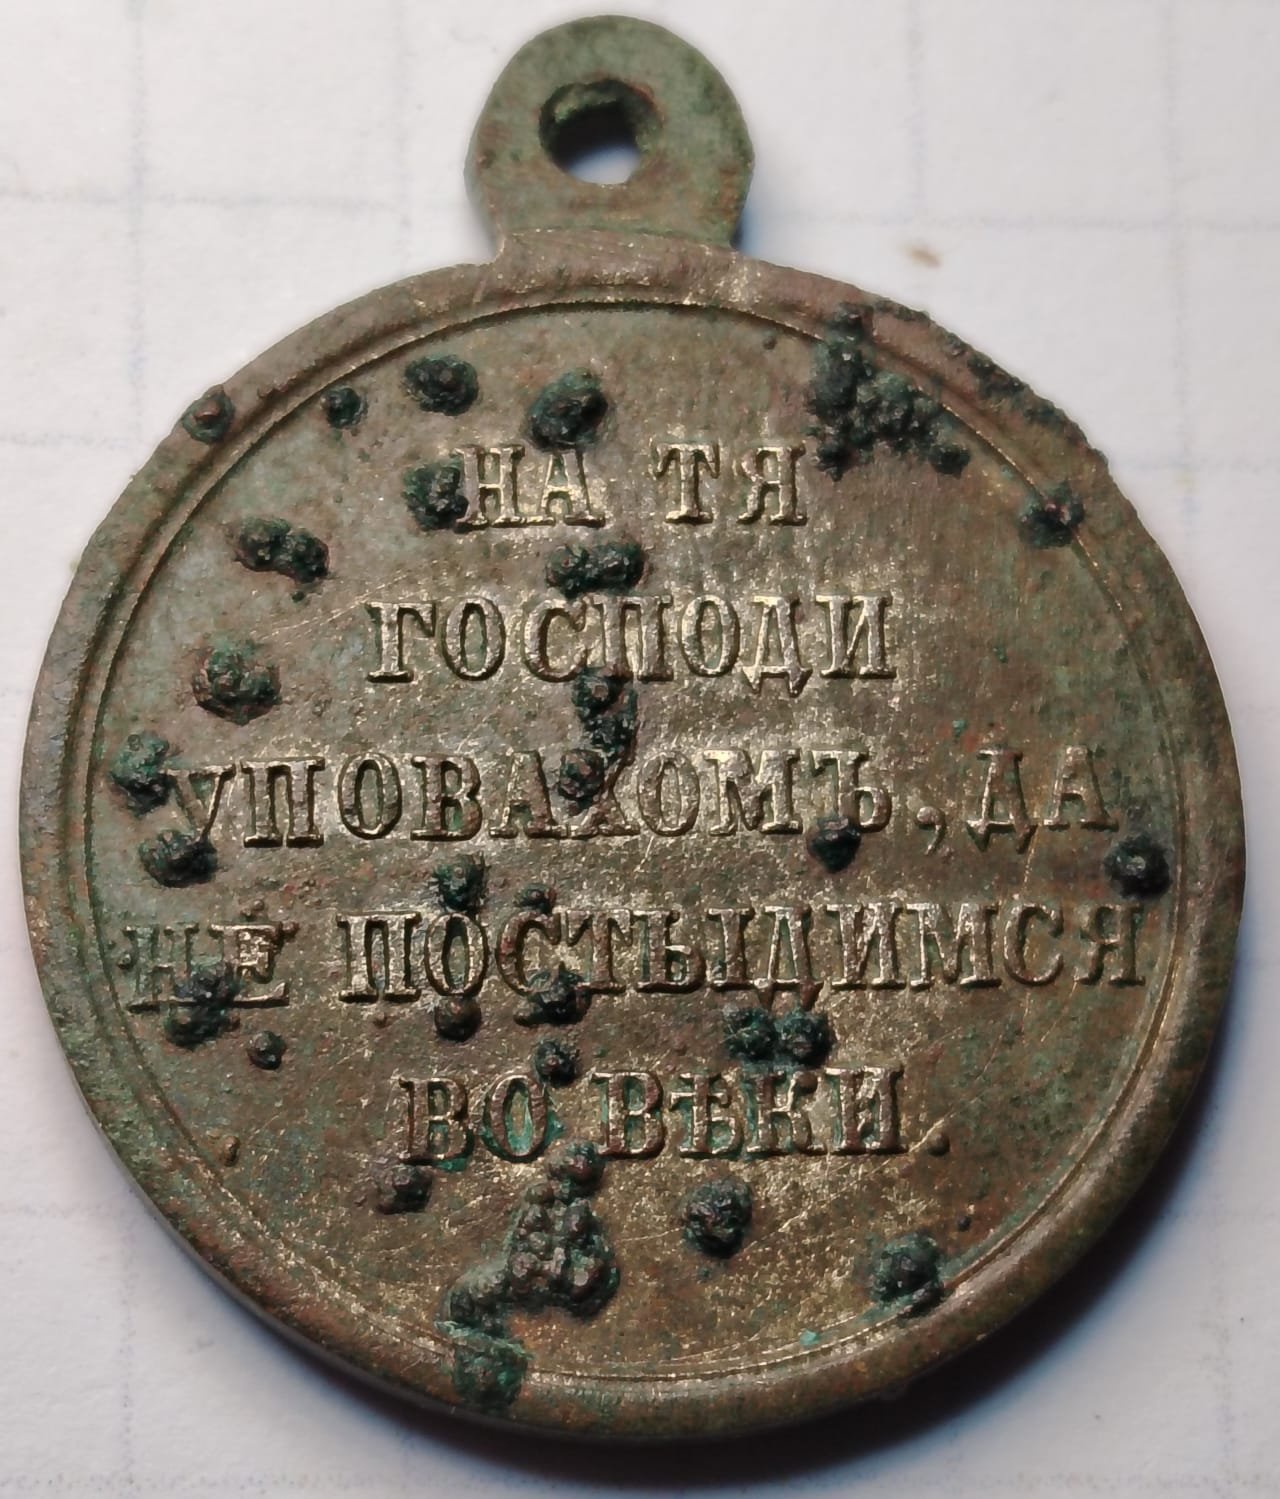 НА ТЯ
ГОСПОДИ
УПОВАХОМЪ, ДА
НЕ ПОСТЫДИМСЯ
ВО ВѢКИ.